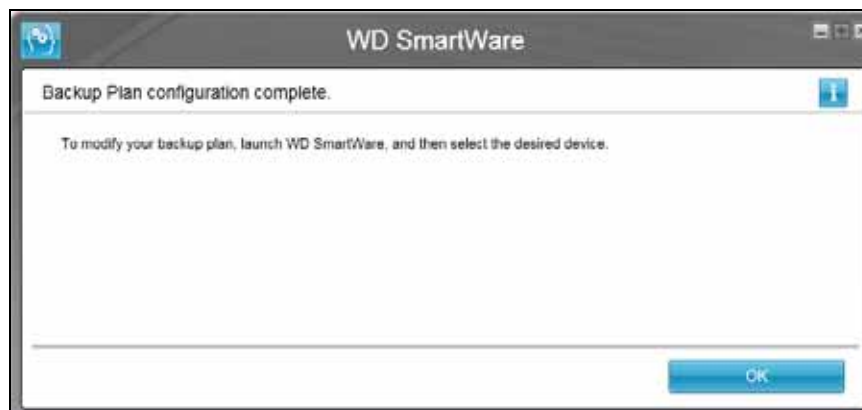 WD SmartWare
Backup Plan configuration complete.
To modify your backup plan, launch WD SmartWare, and then select the desired device.
OK